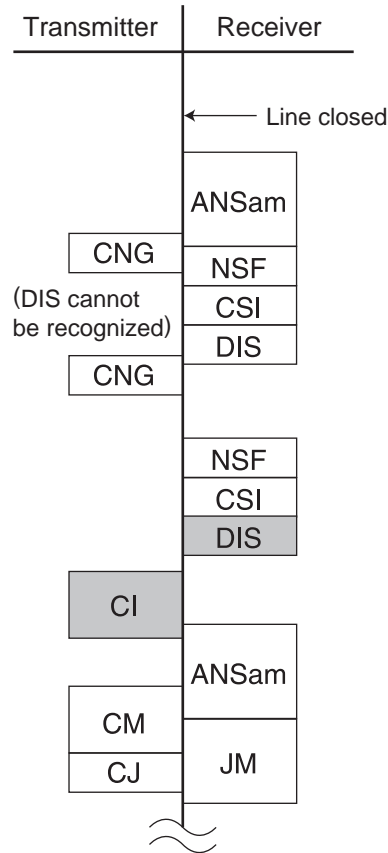 Transmitter Receiver
Line closed
ANSam
CNG
NSF
(DIS cannot
be recognized)
CSI
DIS
CNG
NSF
CSI
DIS
CI
ANSam
CM
JM
CJ